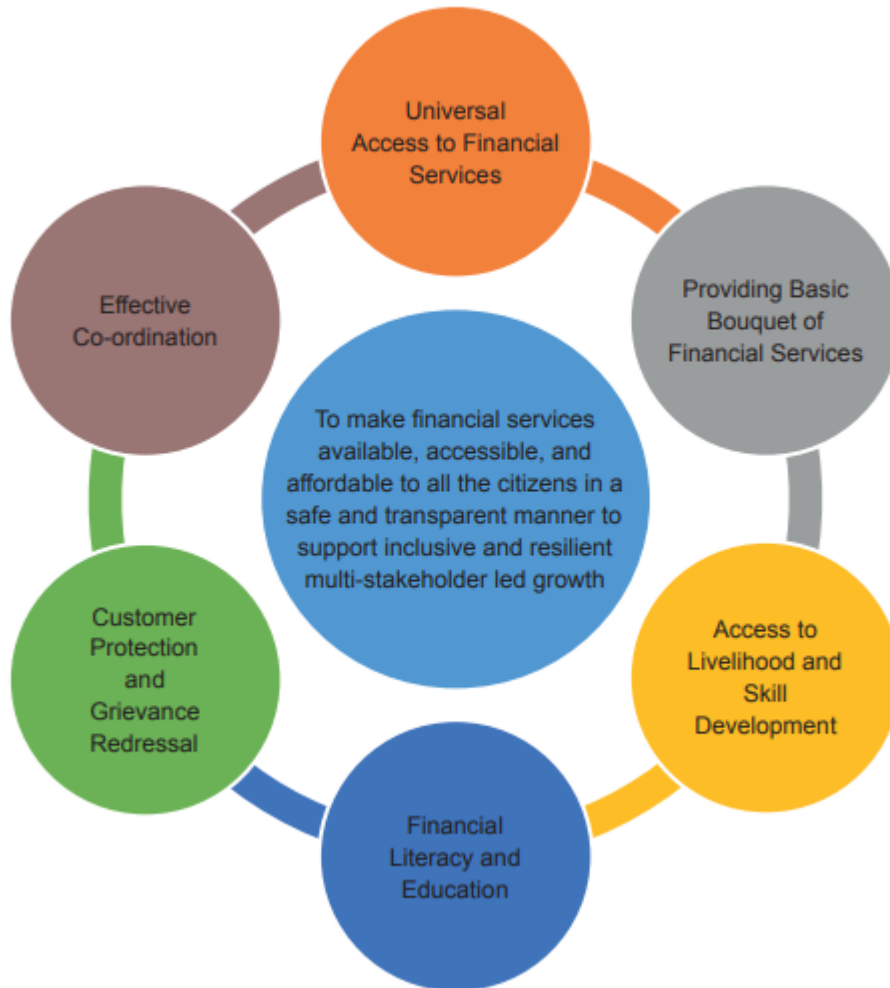 Universal
Access to Financial
Services
Providing Basic
Bouquet of
Financial Services
Access to
Livelihood and
Skill
Development
Financial
Literacy and
Education
Customer
Protection
and
Grievance
Redressal
Effective
Co-ordination
To make financial services
available, accessible, and
affordable to all the citizens in a
safe and transparent manner to
support inclusive and resilient
multi-stakeholder led growth